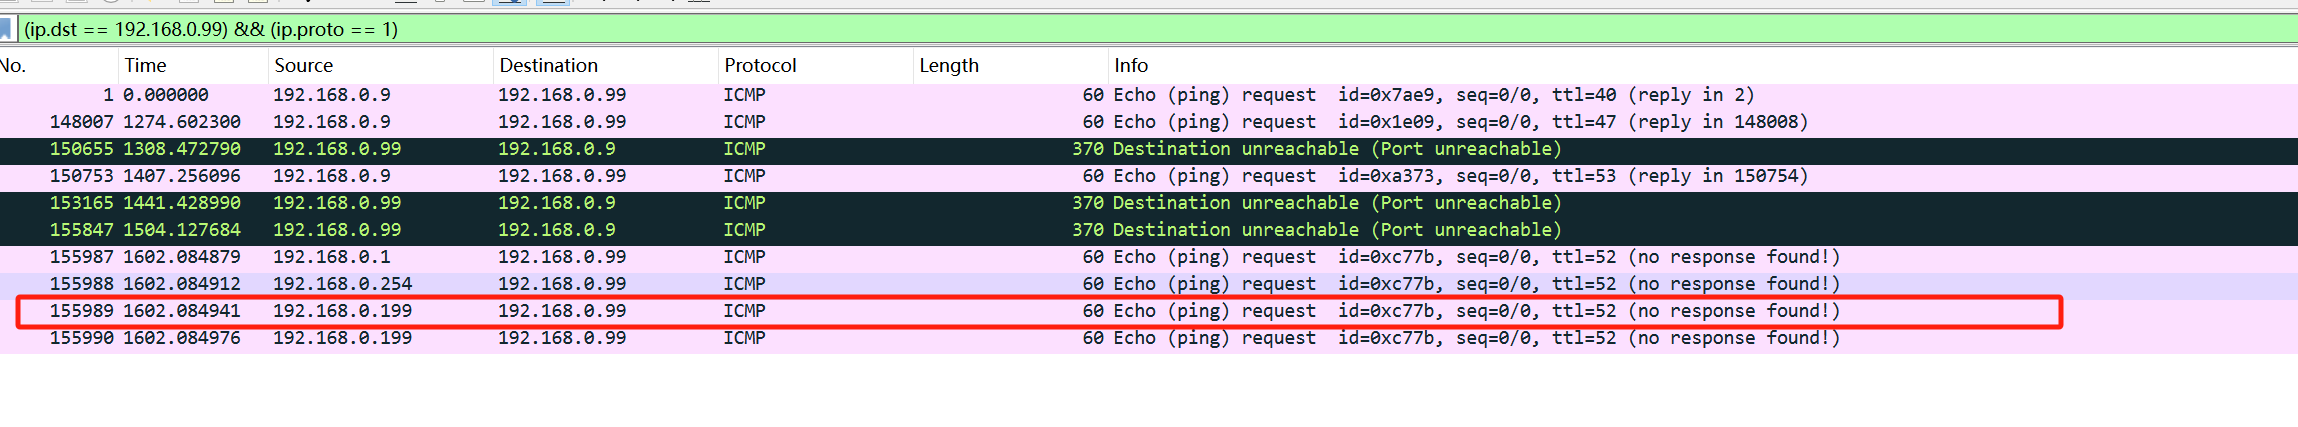 (ip.dst == 192.168.0.99) && (ip.proto == 1)
No. Time Source Destination Protocol Length Info
1 0.000000 192.168.0.9 192.168.0.99 ICMP 60 Echo (ping) request id=0x7ae9, seq=0/0, ttl=40 (reply in 2)
148007 1274.602300 192.168.0.9 192.168.0.99 ICMP 60 Echo (ping) request id=0x1e09, seq=0/0, ttl=47 (reply in 148008)
150655 1308.472790 192.168.0.99 192.168.0.9 ICMP 370 Destination unreachable (Port unreachable)
150753 1407.256096 192.168.0.9 192.168.0.99 ICMP 60 Echo (ping) request id=0xa373, seq=0/0, ttl=53 (reply in 150754)
153165 1441.428990 192.168.0.99 192.168.0.9 ICMP 370 Destination unreachable (Port unreachable)
155847 1504.127684 192.168.0.99 192.168.0.9 ICMP 370 Destination unreachable (Port unreachable)
155987 1602.084879 192.168.0.1 192.168.0.99 ICMP 60 Echo (ping) request id=0xc77b, seq=0/0, ttl=52 (no response found!)
155988 1602.084912 192.168.0.254 192.168.0.99 ICMP 60 Echo (ping) request id=0xc77b, seq=0/0, ttl=52 (no response found!)
155989 1602.084941 192.168.0.199 192.168.0.99 ICMP 60 Echo (ping) request id=0xc77b, seq=0/0, ttl=52 (no response found!)
155990 1602.084976 192.168.0.199 192.168.0.99 ICMP 60 Echo (ping) request id=0xc77b, seq=0/0, ttl=52 (no response found!)